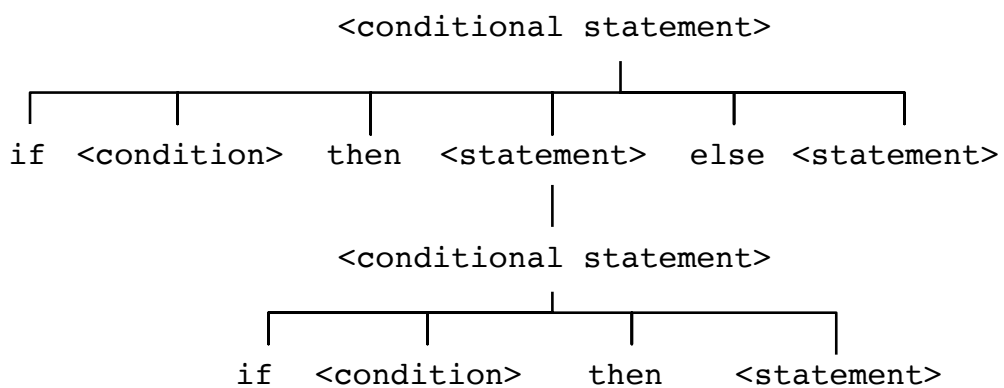 <conditional statement>
if <condition> then <statement> else <statement>
<conditional statement>
if <condition> then <statement>